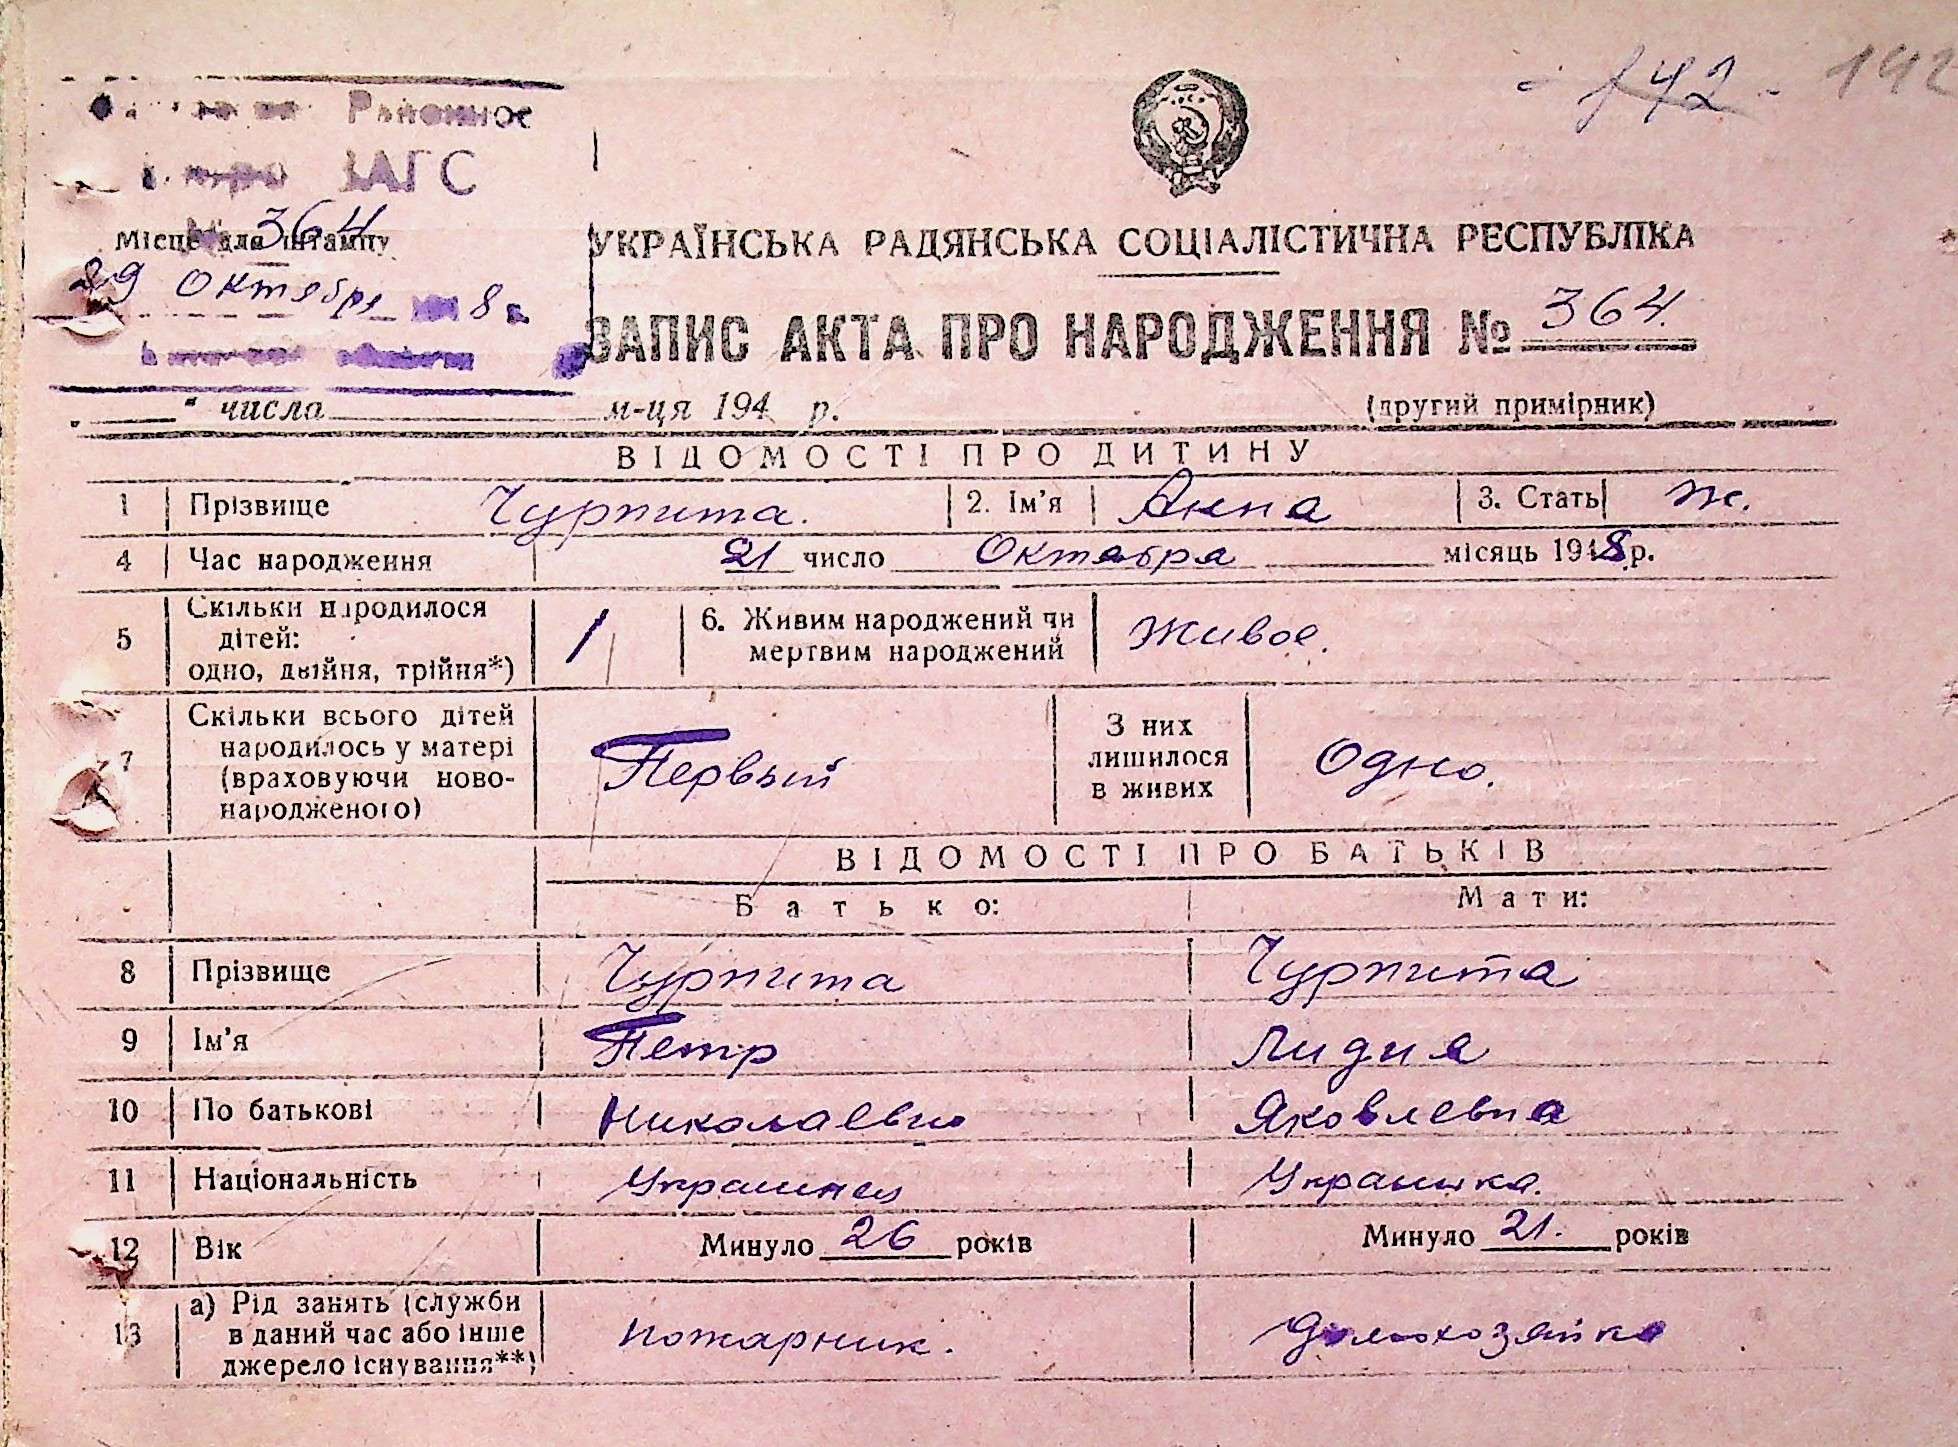 - 142 - 192
Районное
бюро ЗАГС
Місце для штампу
№ 364
29 Октября 1948 г.
УКРАЇНСЬКА РАДЯНСЬКА СОЦІАЛІСТИЧНА РЕСПУБЛІКА
ЗАПИС АКТА ПРО НАРОДЖЕННЯ № 364.
" числа м-ця 194 р. (другий примірник)
ВІДОМОСТІ ПРО ДИТИНУ
1 Прізвище Чурпита. 2. Ім'я Анна 3. Стать ж.
4 Час народження 21 число Октября місяць 1948 р.
5 Скільки народилося
дітей:
одно, двійня, трійня*) 1 6. Живим народжений чи
мертвим народжений Живое.
7 Скільки всього дітей
народилось у матері
(враховуючи ново-
народженого) Первый З них
лишилося
в живих Одно.
ВІДОМОСТІ ПРО БАТЬКІВ
Батько: Мати:
8 Прізвище Чурпита Чурпита
9 Ім'я Петр Лидия
10 По батькові Николаевич Яковлевна
11 Національність Украинец Украинка.
12 Вік Минуло 26 років Минуло 21. років
13 а) Рід занять (служби
в даний час або інше
джерело існування**) пожарник. домохозяйка